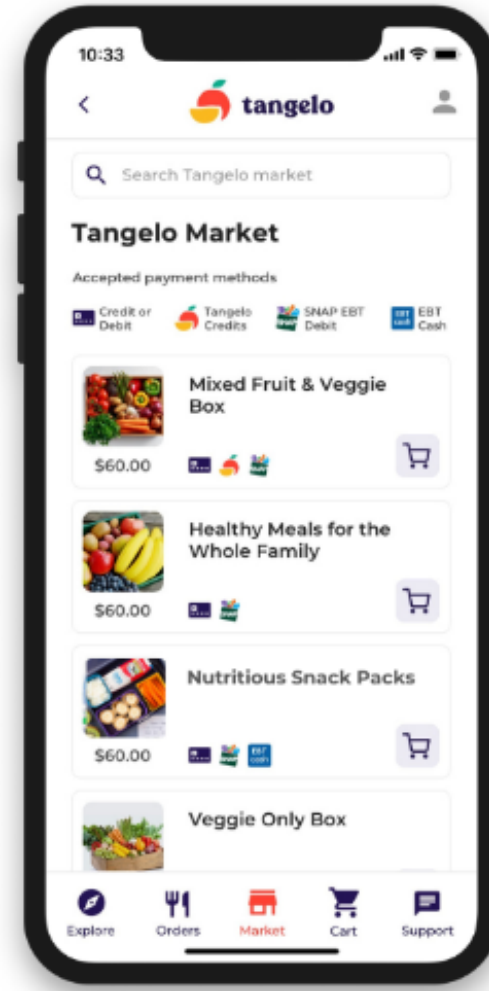 10:33
tangelo
Search Tangelo market
Tangelo Market
Accepted payment methods
Credit or
Debit
Tangelo
Credits
SNAP EBT
Debit
EBT
Cash
Mixed Fruit & Veggie
Box
$60.00
Healthy Meals for the
Whole Family
$60.00
Nutritious Snack Packs
$60.00
EBT
cash
Veggie Only Box
Explore
Orders
Market
Cart
Support